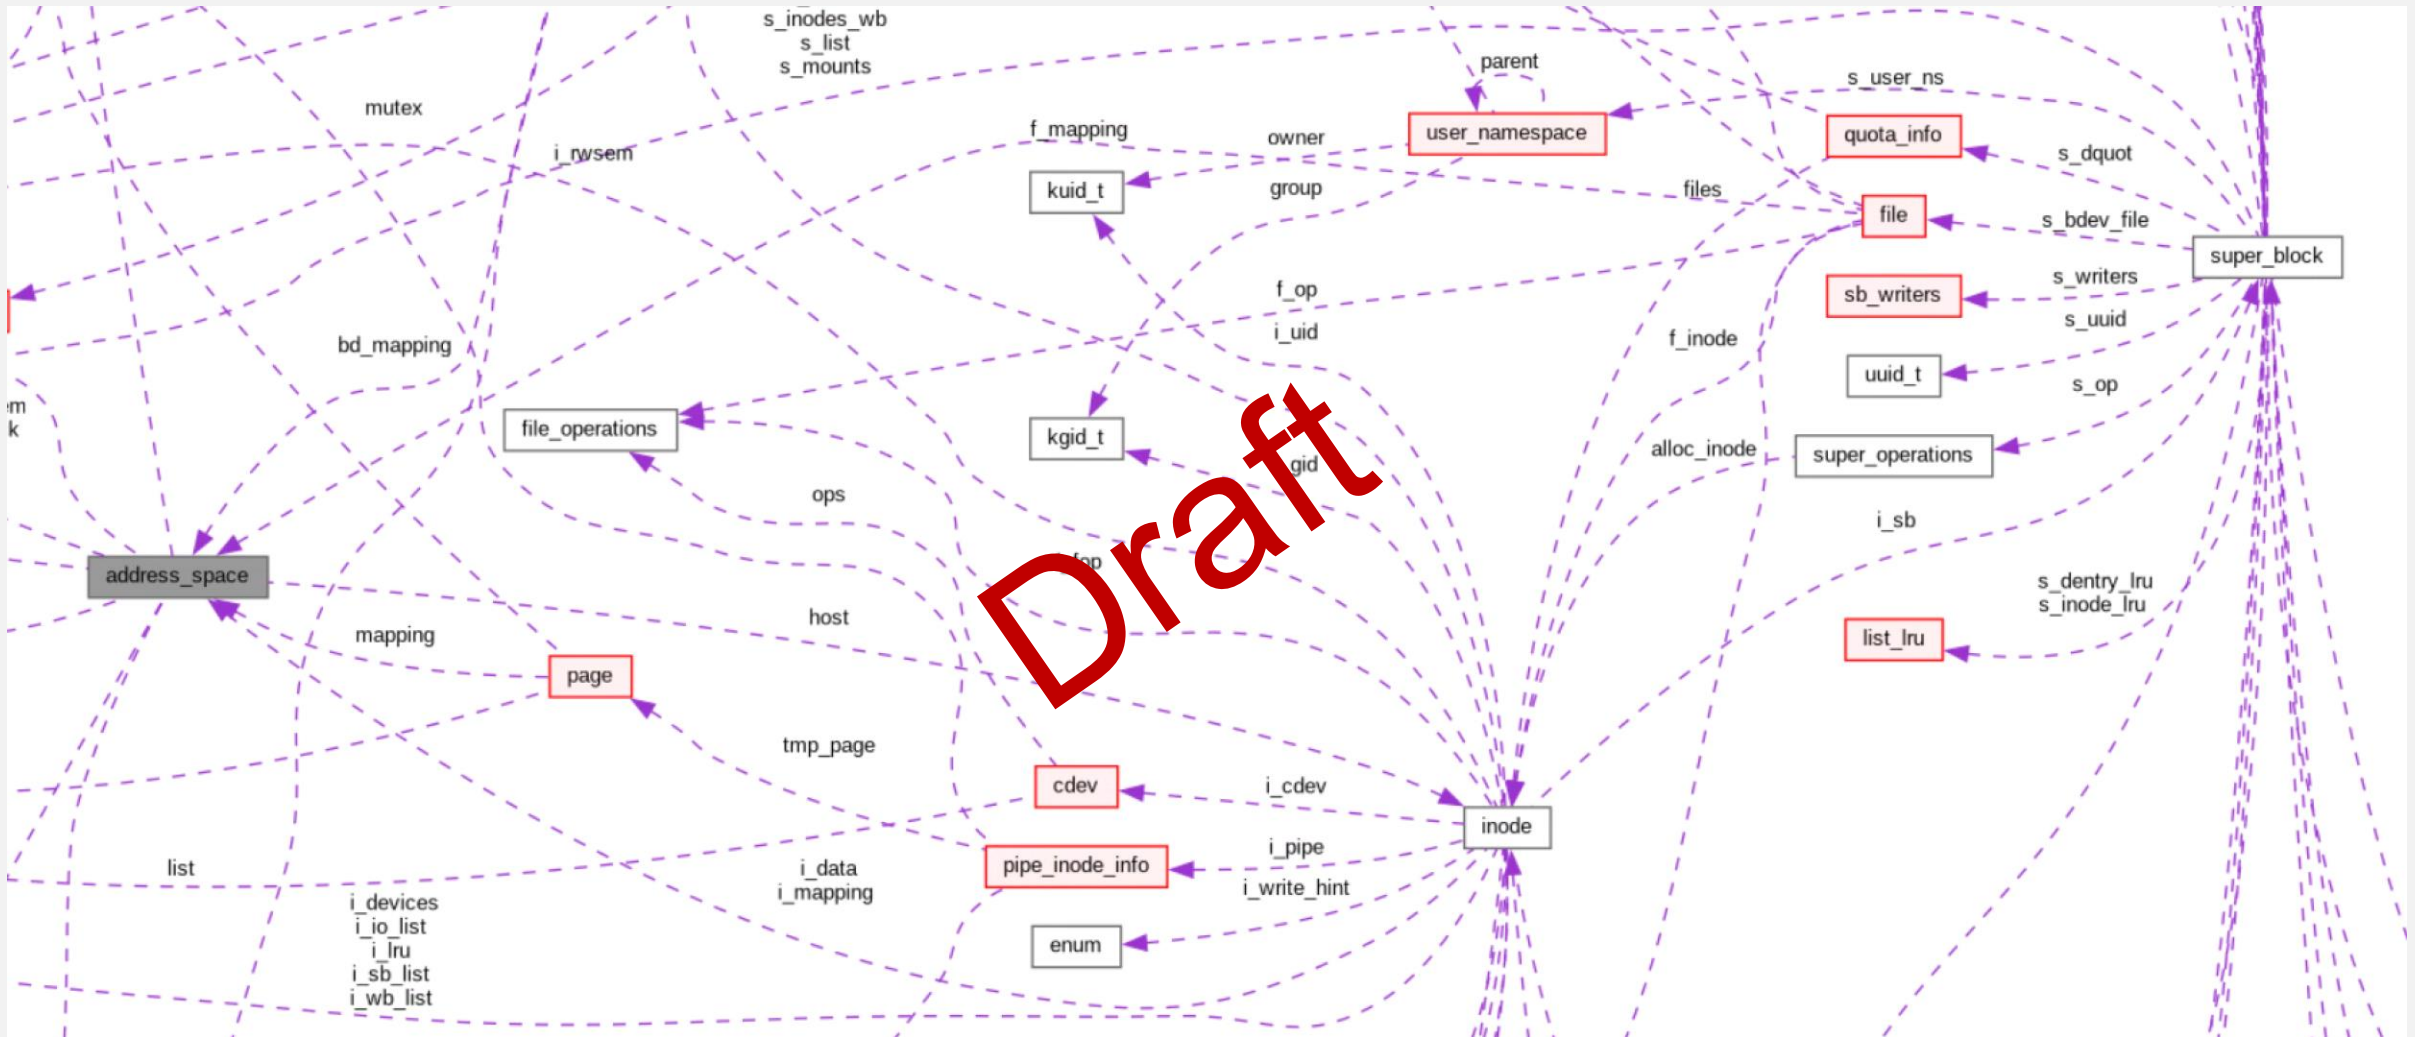 s_inodes_wb
s_list
s_mounts
parent
s_user_ns
mutex
f_mapping
owner
user_namespace
quota_info
i_rwsem
s_dquot
kuid_t
group
files
file
s_bdev_file
super_block
f_op
s_writers
sb_writers
i_uid
s_uuid
bd_mapping
f_inode
uuid_t
s_op
em
k
file_operations
kgid_t
gid
alloc_inode
super_operations
ops
i_sb
Draft
fop
address_space
host
s_dentry_lru
s_inode_lru
mapping
list_lru
page
tmp_page
cdev
i_cdev
inode
i_pipe
list
i_data
i_mapping
pipe_inode_info
i_write_hint
i_devices
i_io_list
i_lru
i_sb_list
i_wb_list
enum